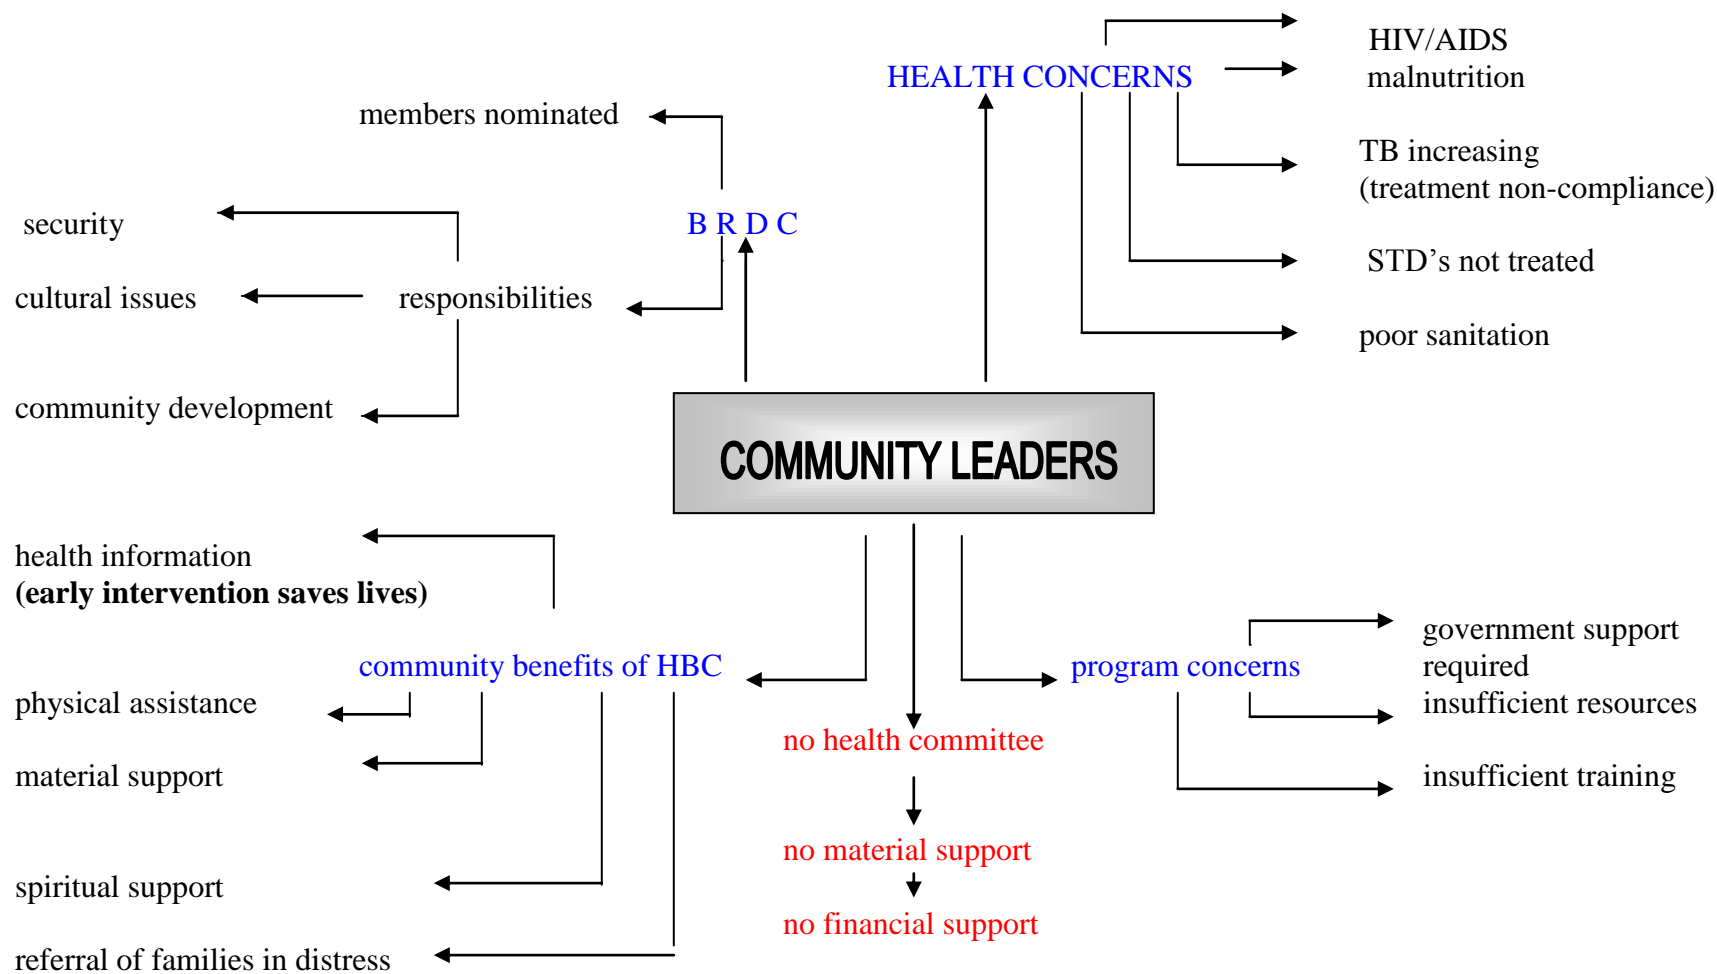 HIV/AIDS
HEALTH CONCERNS
malnutrition
members nominated
TB increasing
(treatment non-compliance)
security
B R D C
STD’s not treated
cultural issues
responsibilities
poor sanitation
community development
COMMUNITY LEADERS
health information
(early intervention saves lives)
community benefits of HBC
physical assistance
material support
spiritual support
referral of families in distress
no health committee
no material support
no financial support
program concerns
government support
required
insufficient resources
insufficient training